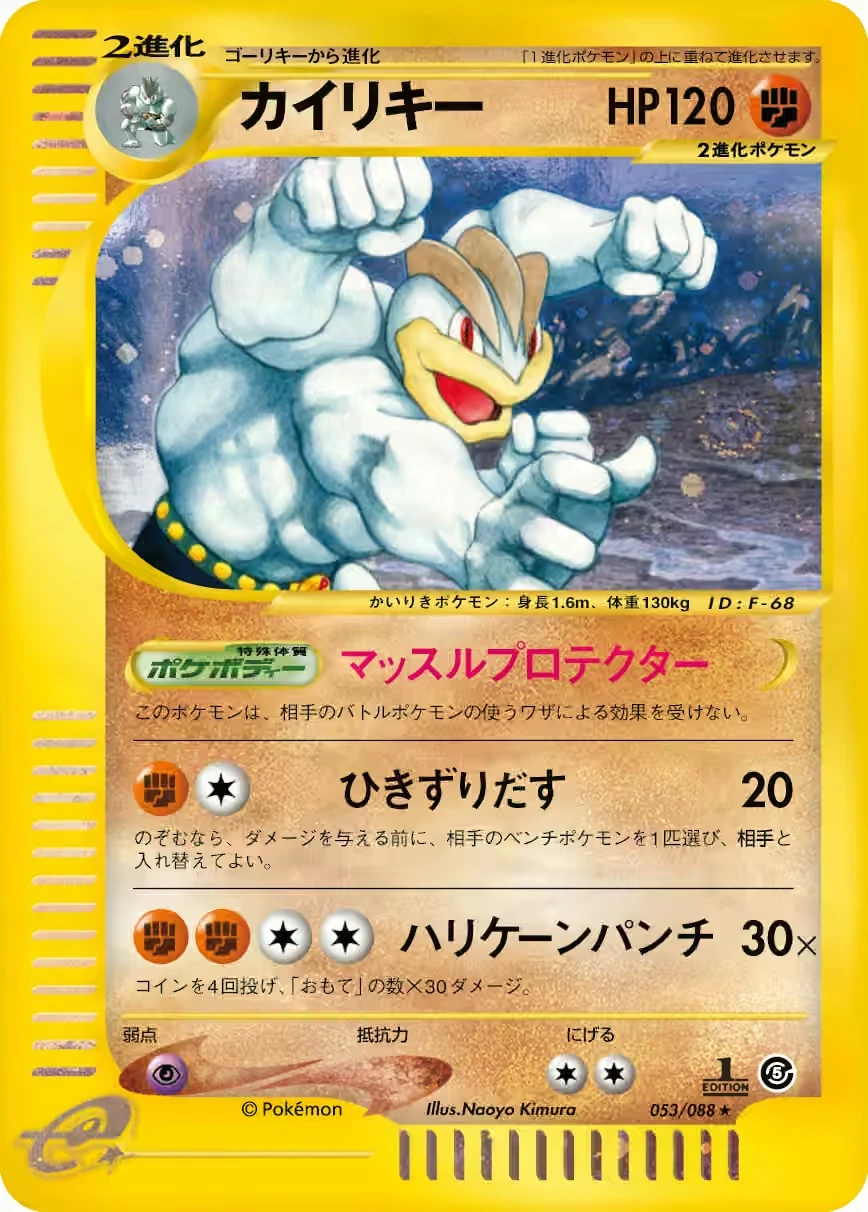 2進化
ゴーリキーから進化
「1進化ポケモン」の上に重ねて進化させます。
カイリキー
HP120
2進化ポケモン
かいりきポケモン：身長1.6m、体重130kg ID：F-68
特殊体質
ポケボディー
マッスルプロテクター
このポケモンは、相手のバトルポケモンの使うワザによる効果を受けない。
ひきずりだす 20
のぞむなら、ダメージを与える前に、相手のベンチポケモンを1匹選び、相手と
入れ替えてよい。
ハリケーンパンチ 30×
コインを4回投げ、「おもて」の数×30ダメージ。
弱点 抵抗力 にげる
1
EDITION
5
© Pokémon Illus.Naoyo Kimura 053/088★
e